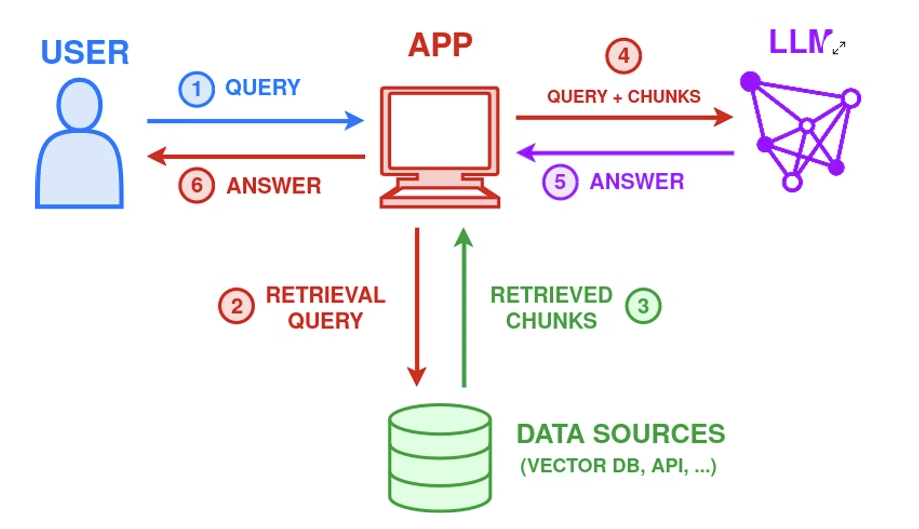 USER
APP
LLM
1 QUERY
4
QUERY + CHUNKS
6 ANSWER
5 ANSWER
2 RETRIEVAL
QUERY
RETRIEVED
CHUNKS 3
DATA SOURCES
(VECTOR DB, API, ...)